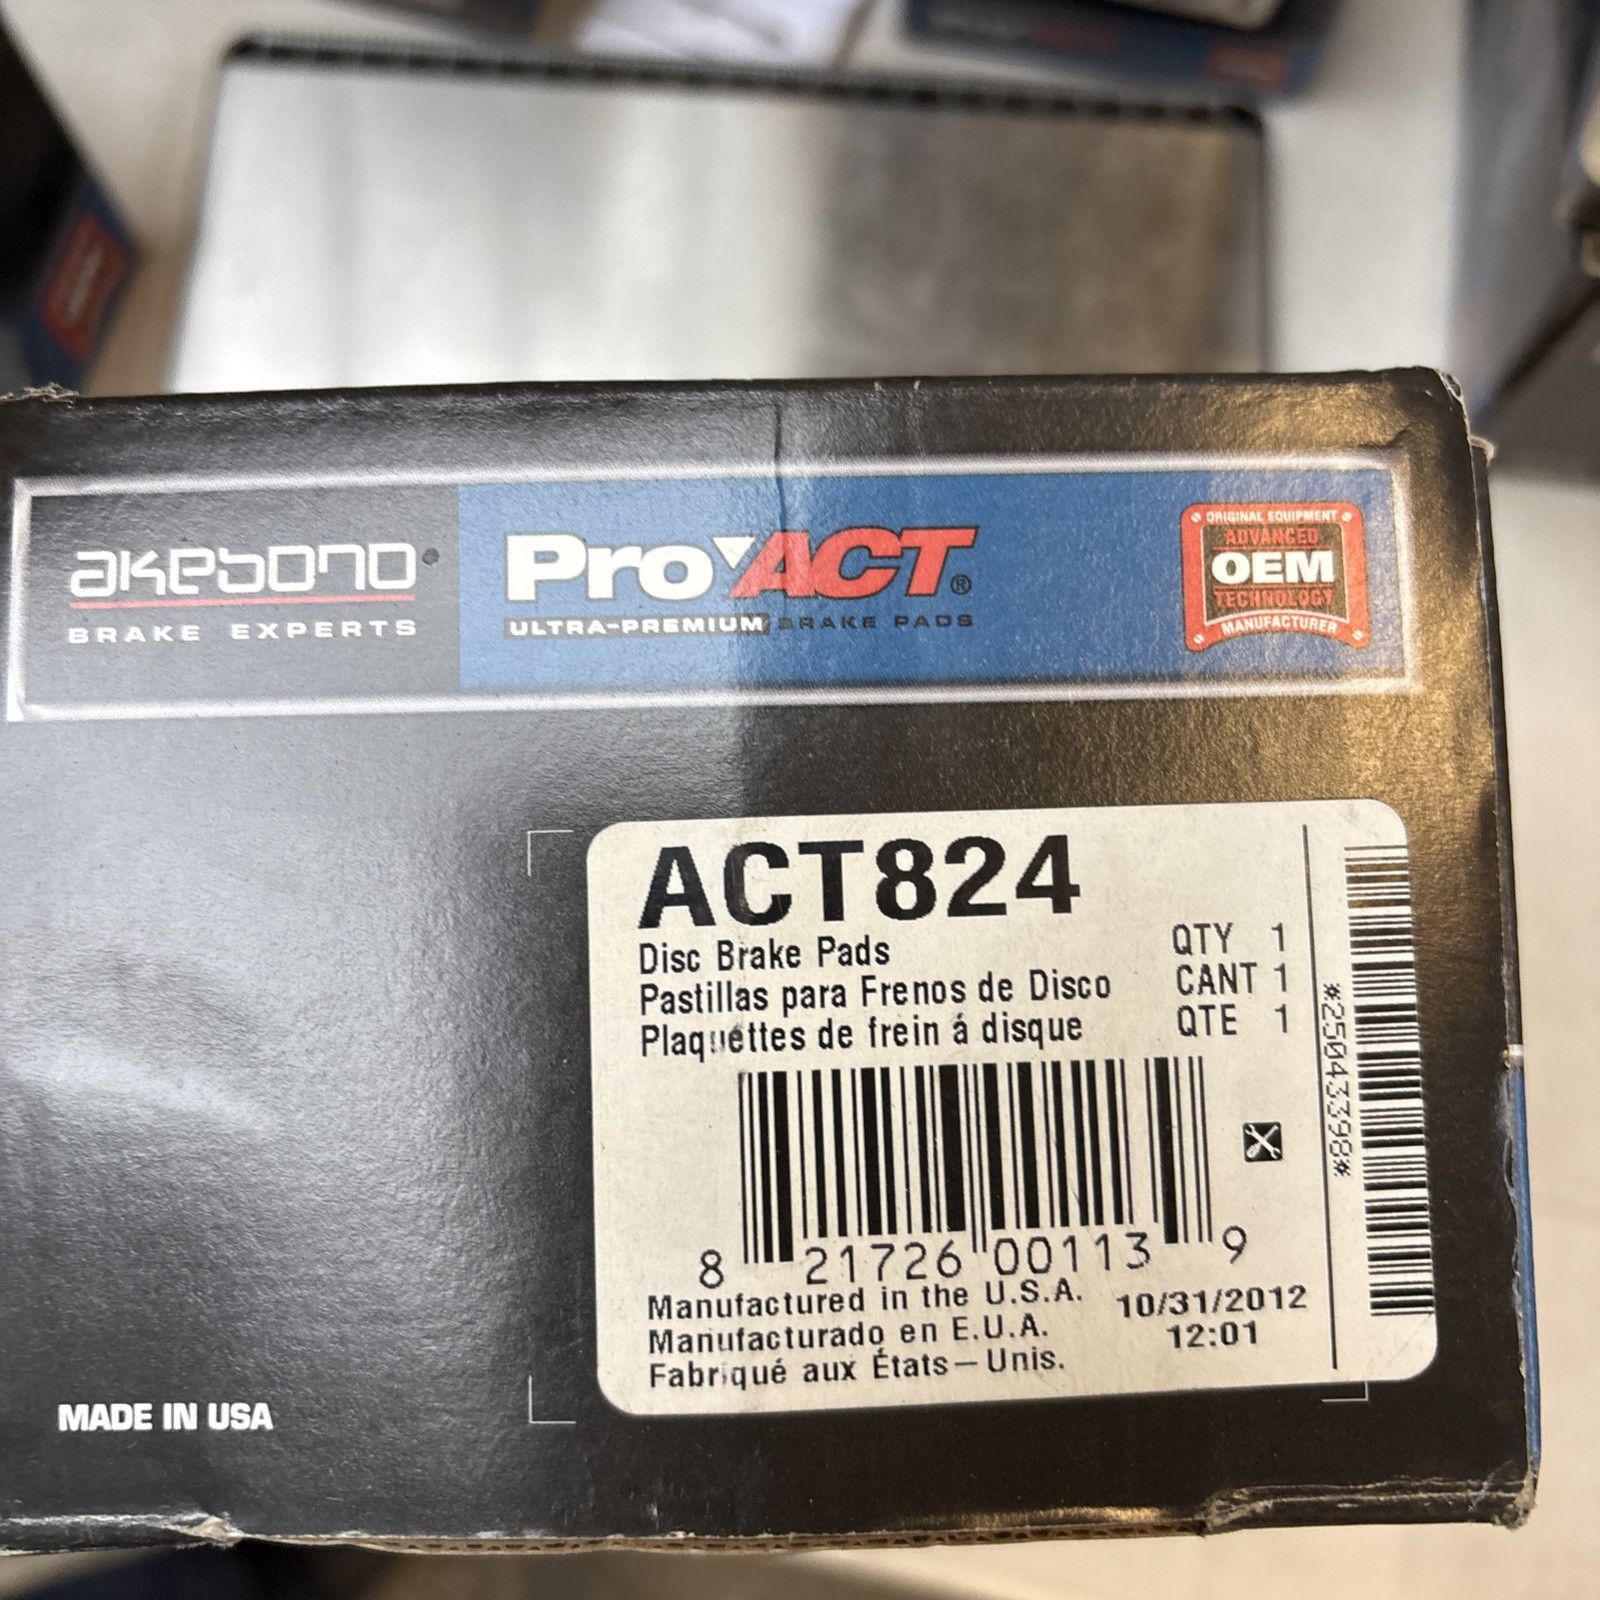 akebono
BRAKE EXPERTS
ProACT®
ULTRA-PREMIUM BRAKE PADS
ORIGINAL EQUIPMENT
ADVANCED
OEM
TECHNOLOGY
MANUFACTURER
ACT824
Disc Brake Pads QTY 1
Pastillas para Frenos de Disco CANT 1
Plaquettes de frein á disque QTE 1
*25043398*
8 21726 00113 9
Manufactured in the U.S.A. 10/31/2012
Manufacturado en E.U.A. 12:01
Fabriqué aux États-Unis.
MADE IN USA